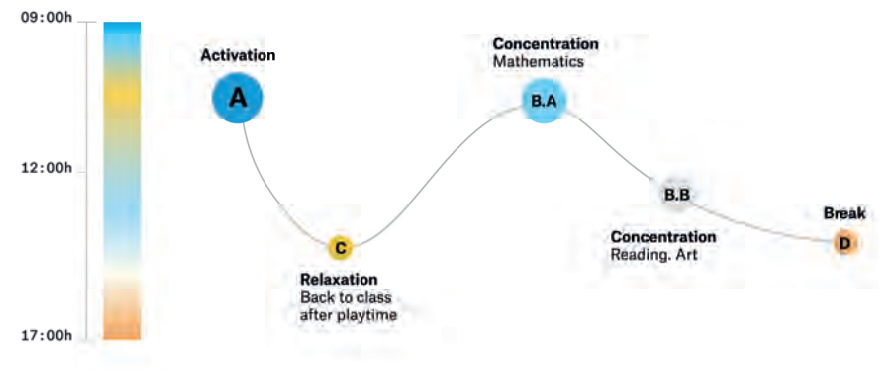 09:00h
12:00h
17:00h
Activation
A
C
Relaxation
Back to class
after playtime
Concentration
Mathematics
B.A
B.B
Concentration
Reading. Art
Break
D